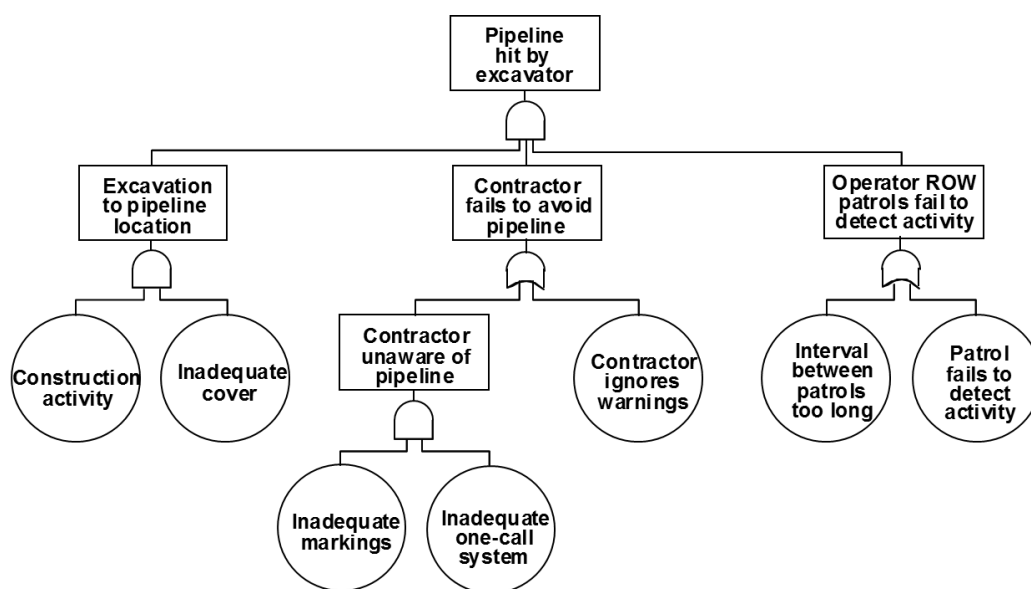 Pipeline
hit by
excavator
Excavation
to pipeline
location
Contractor
fails to avoid
pipeline
Operator ROW
patrols fail to
detect activity
Construction
activity
Inadequate
cover
Contractor
unaware of
pipeline
Contractor
ignores
warnings
Interval
between
patrols
too long
Patrol
fails to
detect
activity
Inadequate
markings
Inadequate
one-call
system